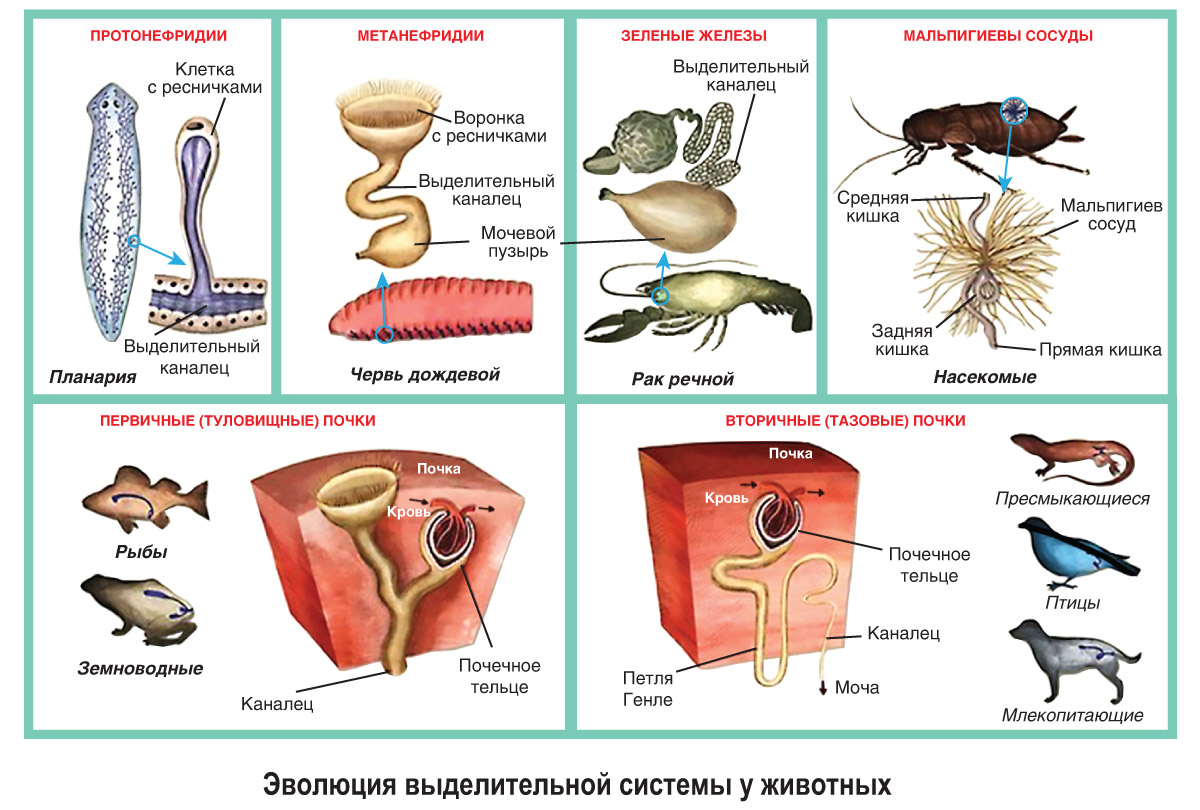 ПРОТОНЕФРИДИИ
Клетка
с ресничками
Выделительный
каналец
Планария
МЕТАНЕФРИДИИ
Воронка
с ресничками
Выделительный
каналец
Мочевой
пузырь
Червь дождевой
ЗЕЛЕНЫЕ ЖЕЛЕЗЫ
Выделительный
каналец
Рак речной
МАЛЬПИГИЕВЫ СОСУДЫ
Средняя
кишка
Мальпигиев
сосуд
Задняя
кишка
Прямая кишка
Насекомые
ПЕРВИЧНЫЕ (ТУЛОВИЩНЫЕ) ПОЧКИ
Рыбы
Земноводные
Почка
Кровь
Почечное
тельце
Каналец
ВТОРИЧНЫЕ (ТАЗОВЫЕ) ПОЧКИ
Почка
Кровь
Почечное
тельце
Каналец
Петля
Генле
Моча
Пресмыкающиеся
Птицы
Млекопитающие
Эволюция выделительной системы у животных